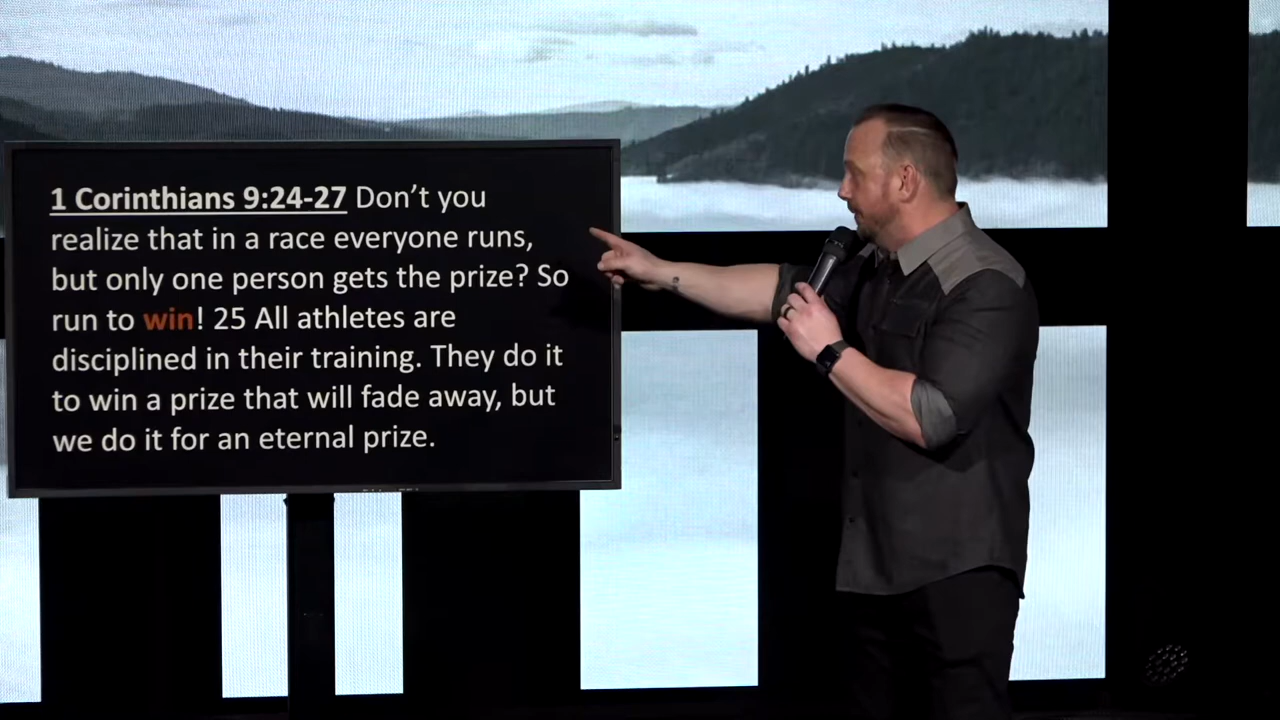 1 Corinthians 9:24-27 Don’t you
realize that in a race everyone runs,
but only one person gets the prize? So
run to win! 25 All athletes are
disciplined in their training. They do it
to win a prize that will fade away, but
we do it for an eternal prize.